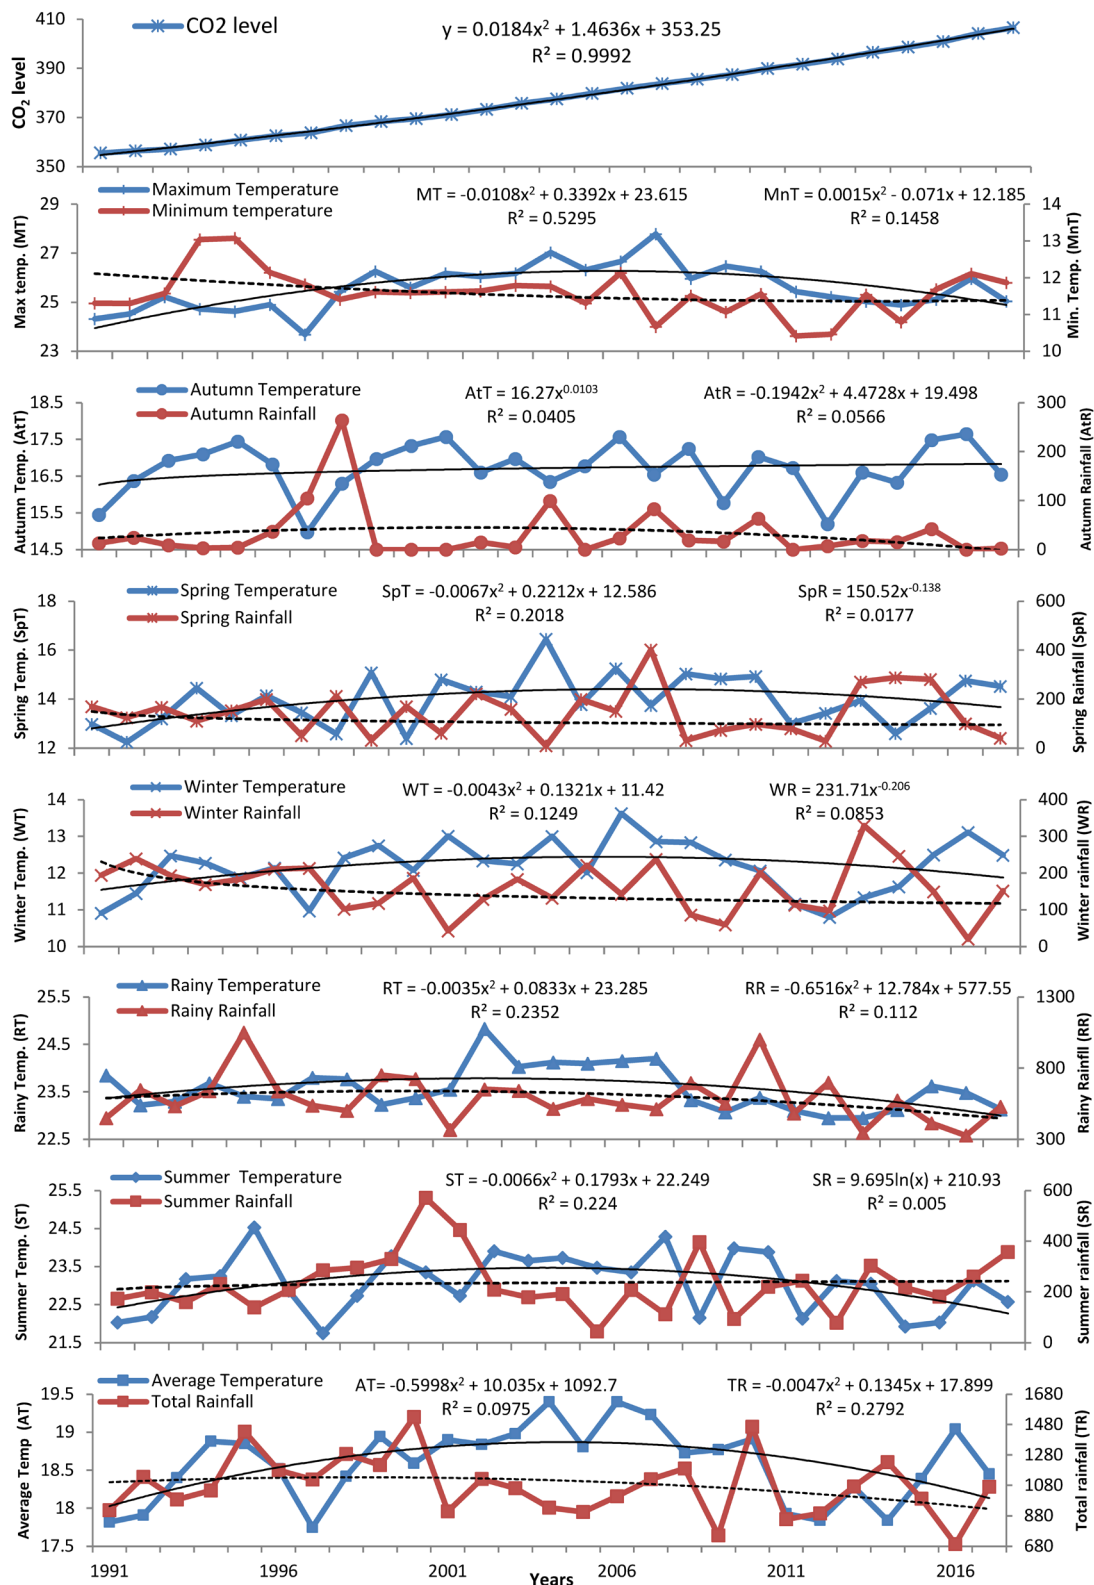 CO2 level
y = 0.0184x² + 1.4636x + 353.25
R² = 0.9992
CO₂ level
410
390
370
350
Maximum Temperature
Minimum temperature
MT = -0.0108x² + 0.3392x + 23.615
R² = 0.5295
MnT = 0.0015x² - 0.071x + 12.185
R² = 0.1458
Max temp. (MT)
29
27
25
23
14
13
12
11
10
Min. Temp. (MnT)
Autumn Temperature
Autumn Rainfall
AtT = 16.27x^0.0103
R² = 0.0405
AtR = -0.1942x² + 4.4728x + 19.498
R² = 0.0566
Autumn Temp. (AtT)
18.5
17.5
16.5
15.5
14.5
300
200
100
0
Autumn Rainfall (AtR)
Spring Temperature
Spring Rainfall
SpT = -0.0067x² + 0.2212x + 12.586
R² = 0.2018
SpR = 150.52x^-0.138
R² = 0.0177
Spring Temp. (SpT)
18
16
14
12
600
400
200
0
Spring Rainfall (SpR)
Winter Temperature
Winter Rainfall
WT = -0.0043x² + 0.1321x + 11.42
R² = 0.1249
WR = 231.71x^-0.206
R² = 0.0853
Winter Temp. (WT)
14
13
12
11
10
400
300
200
100
0
Winter rainfall (WR)
Rainy Temperature
Rainy Rainfall
RT = -0.0035x² + 0.0833x + 23.285
R² = 0.2352
RR = -0.6516x² + 12.784x + 577.55
R² = 0.112
Rainy Temp. (RT)
25.5
24.5
23.5
22.5
1300
800
300
Rainy Rainfll (RR)
Summer Temperature
Summer Rainfall
ST = -0.0066x² + 0.1793x + 22.249
R² = 0.224
SR = 9.695ln(x) + 210.93
R² = 0.005
Summer Temp. (ST)
25.5
24.5
23.5
22.5
21.5
600
400
200
0
Summer rainfall (SR)
Average Temperature
Total Rainfall
AT= -0.5998x² + 10.035x + 1092.7
R² = 0.0975
TR = -0.0047x² + 0.1345x + 17.899
R² = 0.2792
Average Temp (AT)
19.5
19
18.5
18
17.5
1680
1480
1280
1080
880
680
Total rainfall (TR)
1991
1996
2001
2006
2011
2016
Years